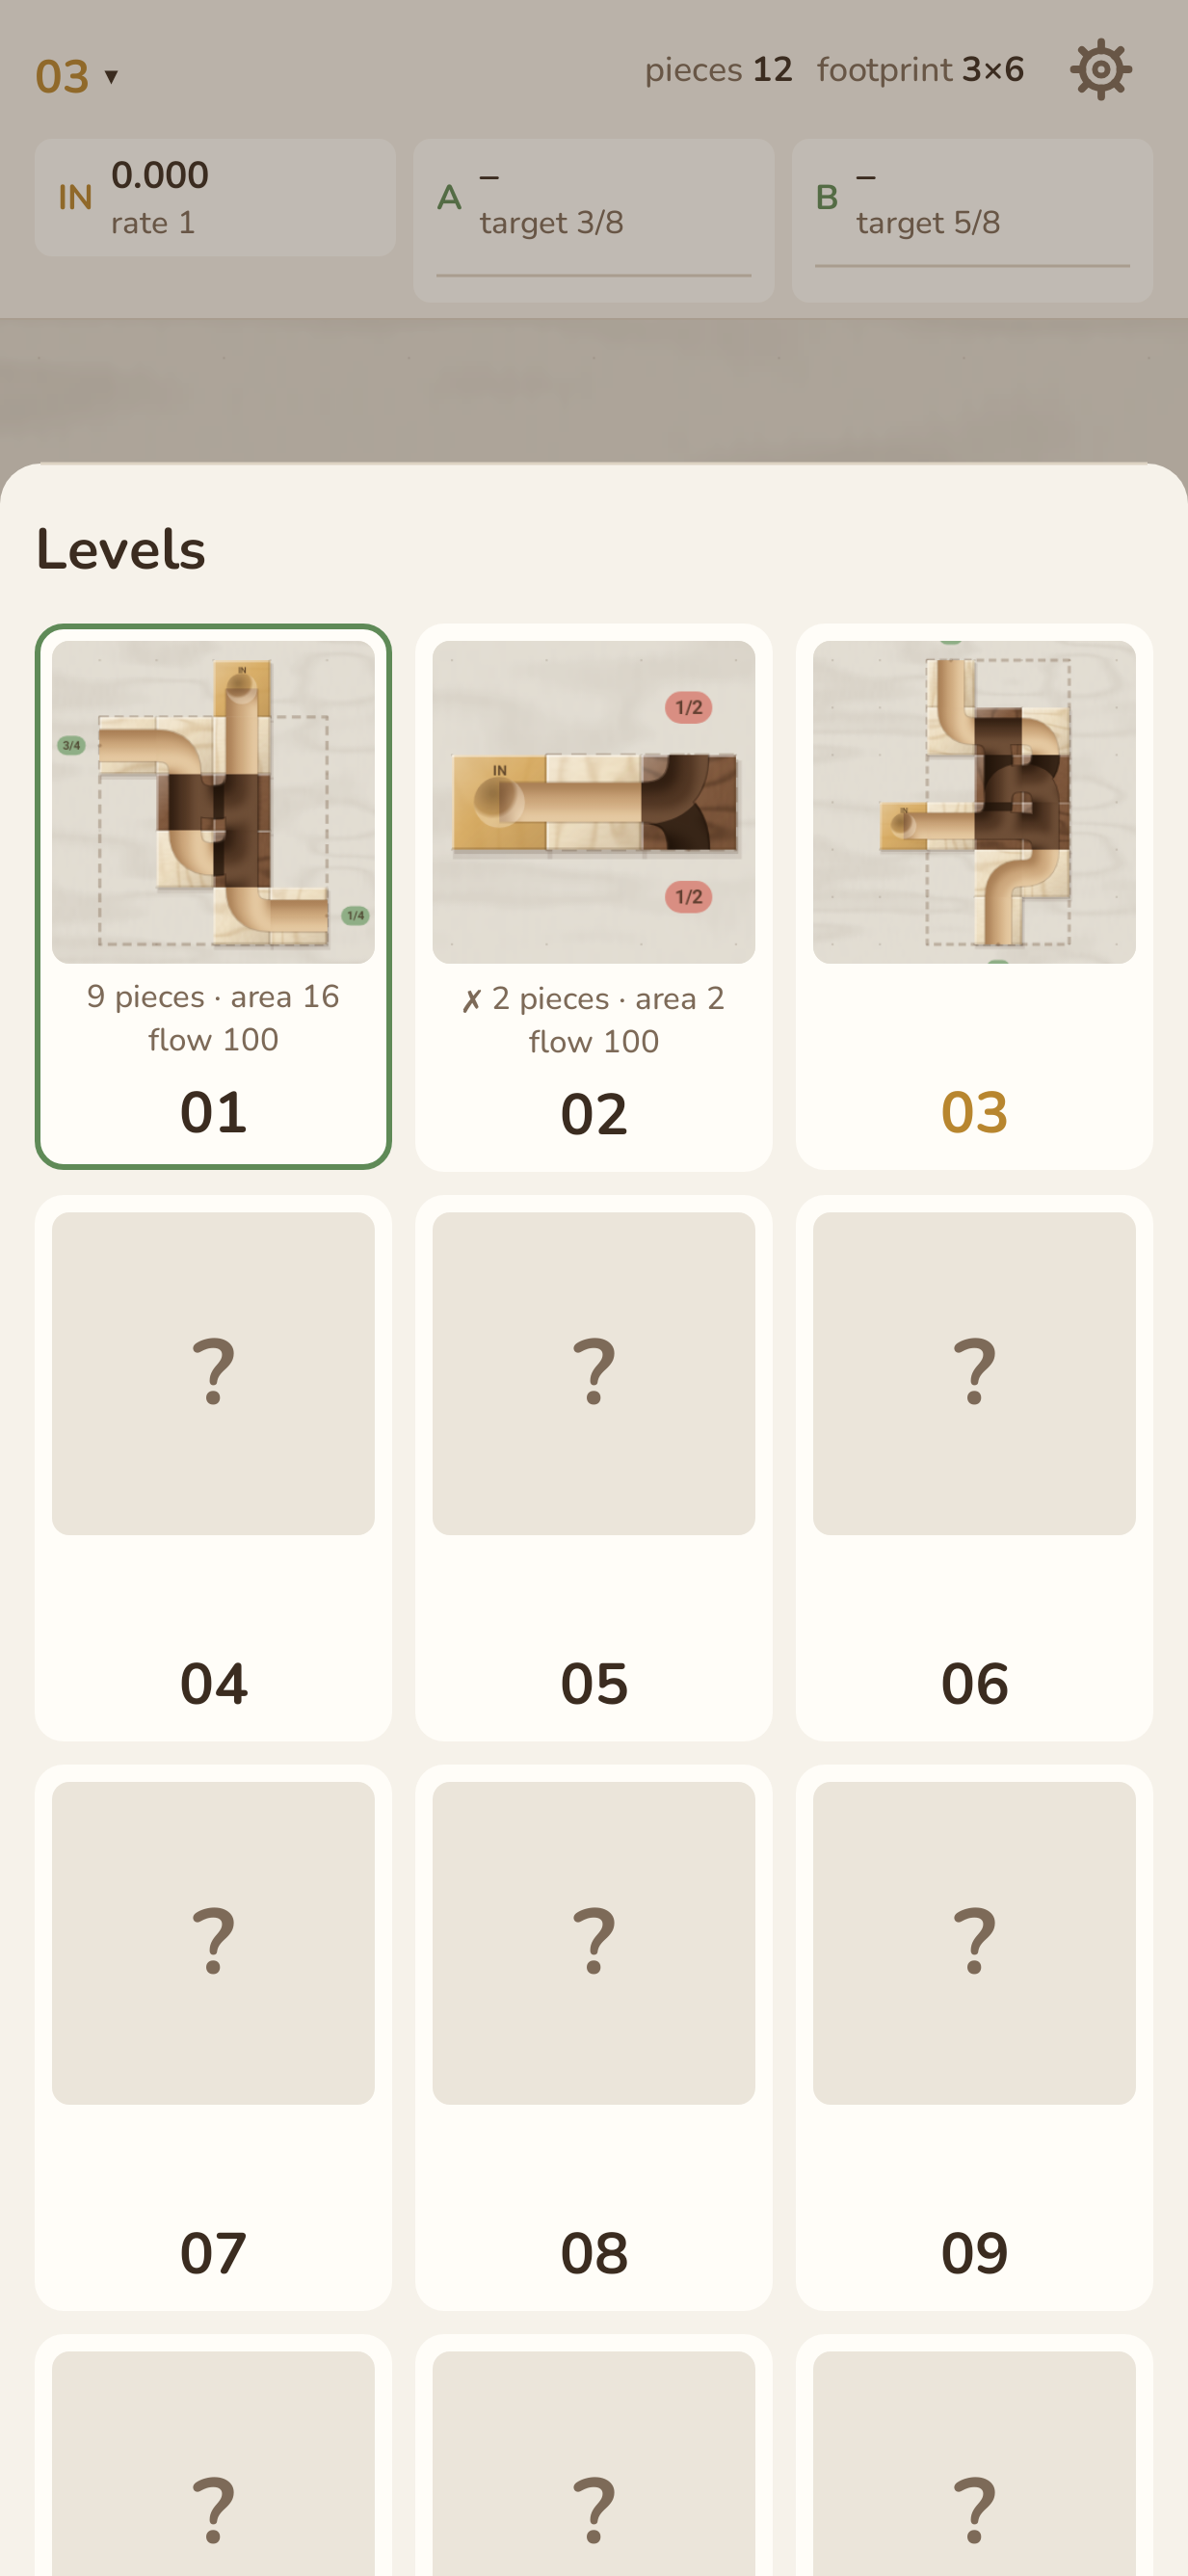 03 ▼
pieces 12 footprint 3×6
IN 0.000
rate 1
A –
target 3/8
B –
target 5/8
Levels
IN
3/4
1/4
9 pieces · area 16
flow 100
01
1/2
IN
1/2
✗ 2 pieces · area 2
flow 100
02
IN
03
?
04
?
05
?
06
?
07
?
08
?
09
?
?
?